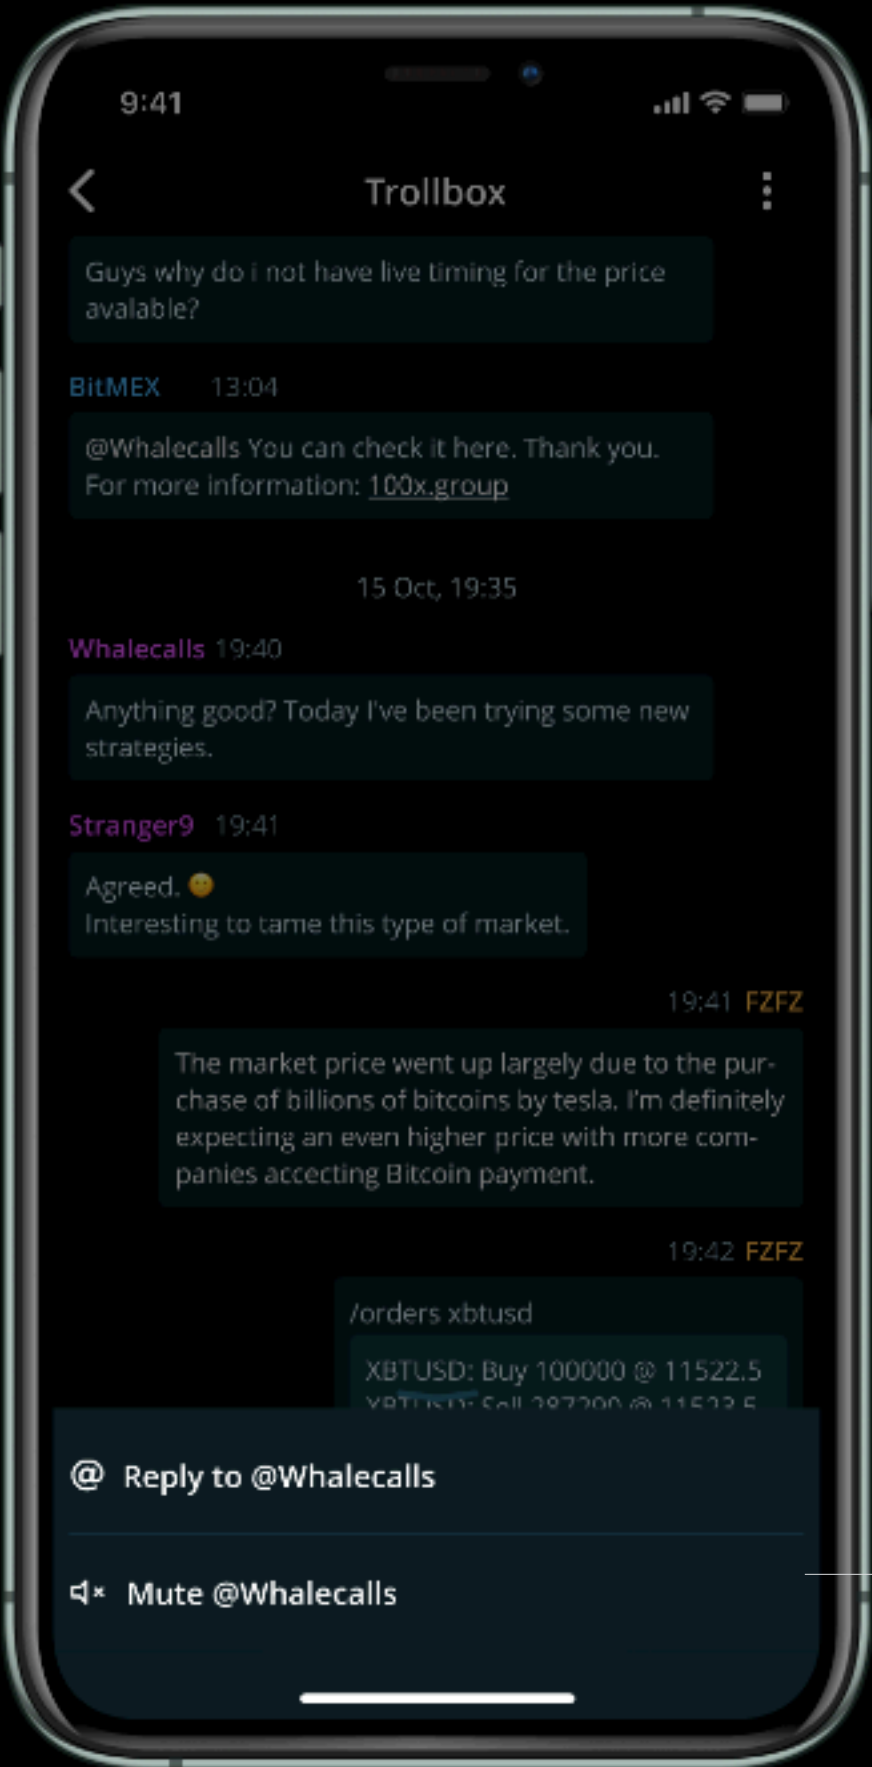 9:41
Trollbox
Guys why do i not have live timing for the price
avalable?
BitMEX 13:04
@Whalecalls You can check it here. Thank you.
For more information: 100x.group
15 Oct, 19:35
Whalecalls 19:40
Anything good? Today I've been trying some new
strategies.
Stranger9 19:41
Agreed. 😶
Interesting to tame this type of market.
19:41 FZFZ
The market price went up largely due to the pur-
chase of billions of bitcoins by tesla. I'm definitely
expecting an even higher price with more com-
panies accecting Bitcoin payment.
19:42 FZFZ
/orders xbtusd
XBTUSD: Buy 100000 @ 11522.5
XBTUSD: Sell 287290 @ 11523.5
@ Reply to @Whalecalls
Mute @Whalecalls